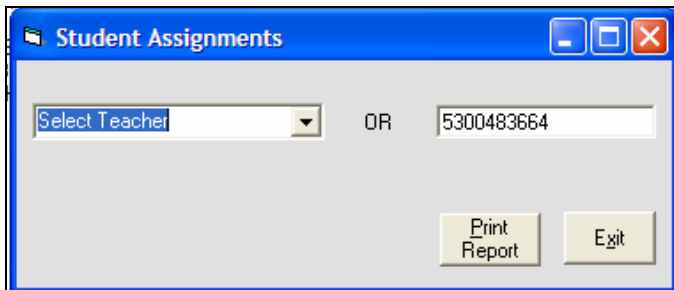 Student Assignments
Select Teacher OR 5300483664
Print
Report
Exit